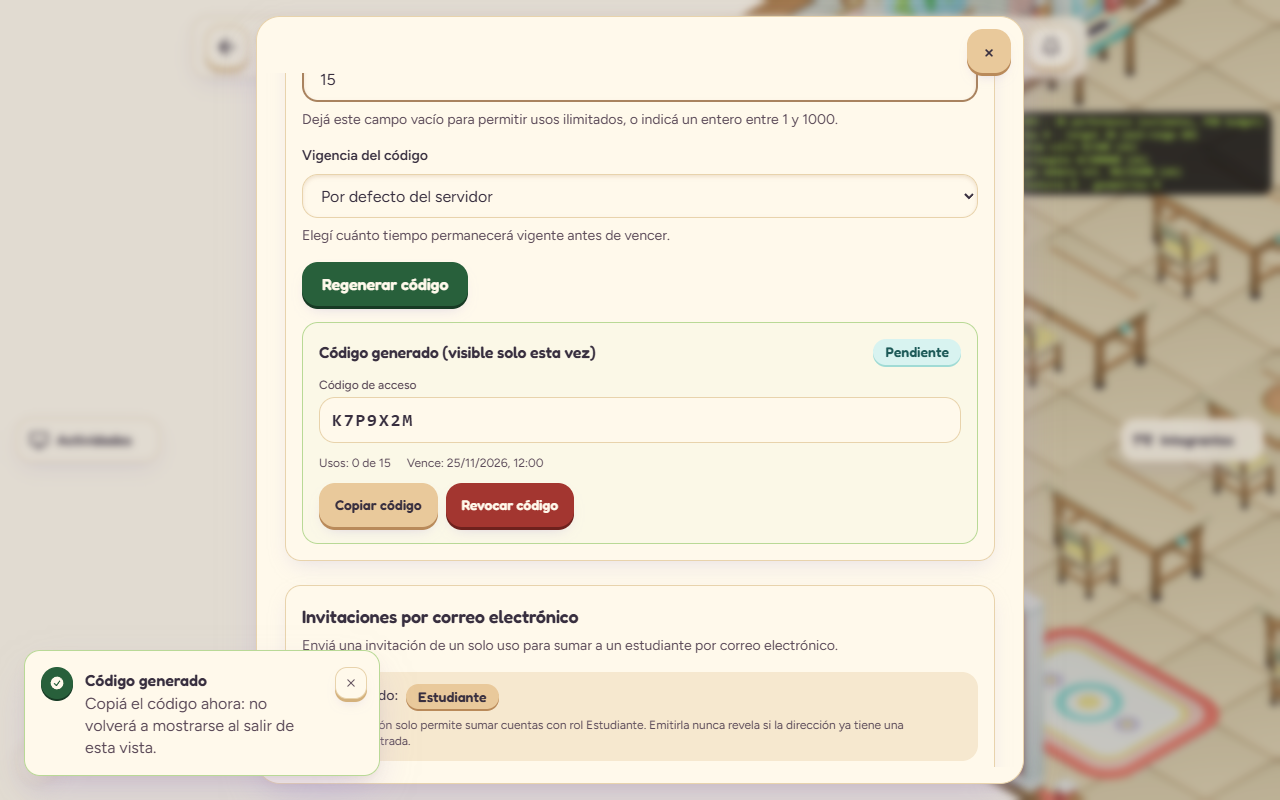 ×
15
Dejá este campo vacío para permitir usos ilimitados, o indicá un entero entre 1 y 1000.
Vigencia del código
Por defecto del servidor
Elegí cuánto tiempo permanecerá vigente antes de vencer.
Regenerar código
Código generado (visible solo esta vez)
Pendiente
Código de acceso
K7P9X2M
Usos: 0 de 15 Vence: 25/11/2026, 12:00
Copiar código
Revocar código
Actividades
Integrantes
Invitaciones por correo electrónico
Enviá una invitación de un solo uso para sumar a un estudiante por correo electrónico.
do: Estudiante
ón solo permite sumar cuentas con rol Estudiante. Emitirla nunca revela si la dirección ya tiene una
trada.
Código generado
Copiá el código ahora: no
volverá a mostrarse al salir de
esta vista.